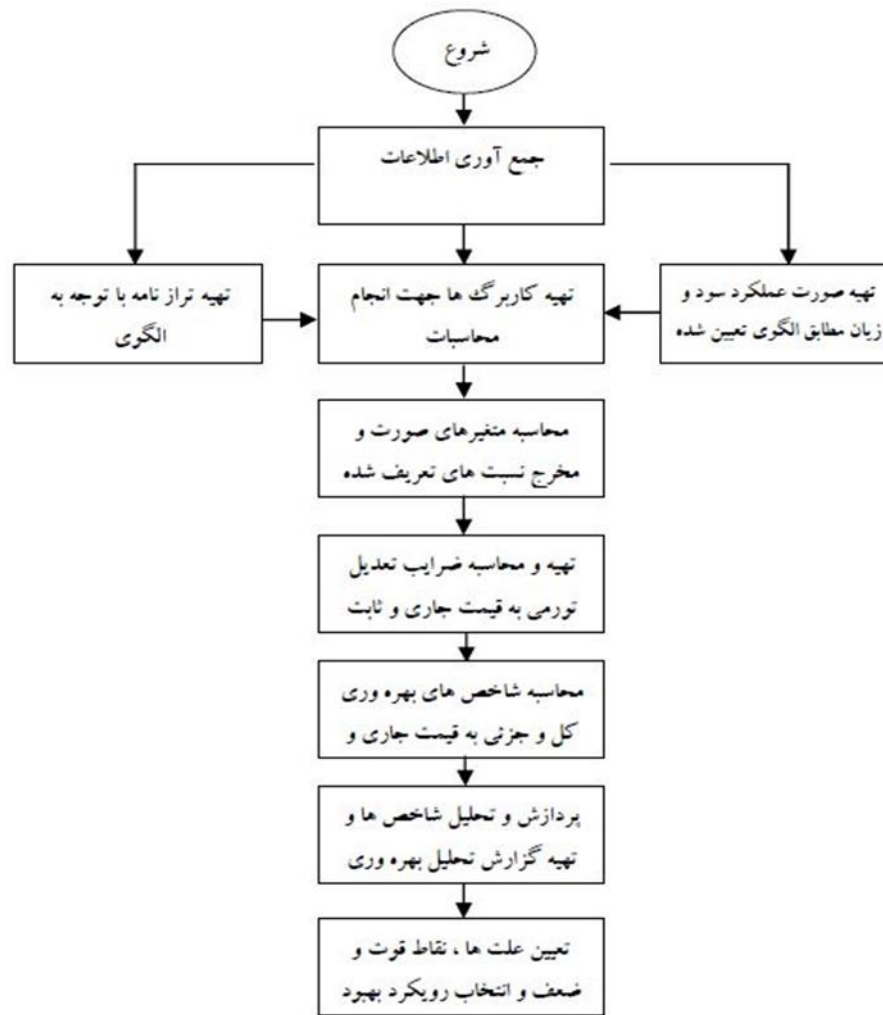 شروع
جمع آوری اطلاعات
تهیه صورت عملکرد سود و
زیان مطابق الگوی تعیین شده
تهیه کاربرگ ها جهت انجام
محاسبات
تهیه تراز نامه با توجه به
الگوی
محاسبه متغیرهای صورت و
مخرج نسبت های تعریف شده
تهیه و محاسبه ضرایب تعدیل
تورمی به قیمت جاری و ثابت
محاسبه شاخص های بهره وری
کل و جزئی به قیمت جاری و
پردازش و تحلیل شاخص ها و
تهیه گزارش تحلیل بهره وری
تعیین علت ها ، نقاط قوت و
ضعف و انتخاب رویکرد بهبود